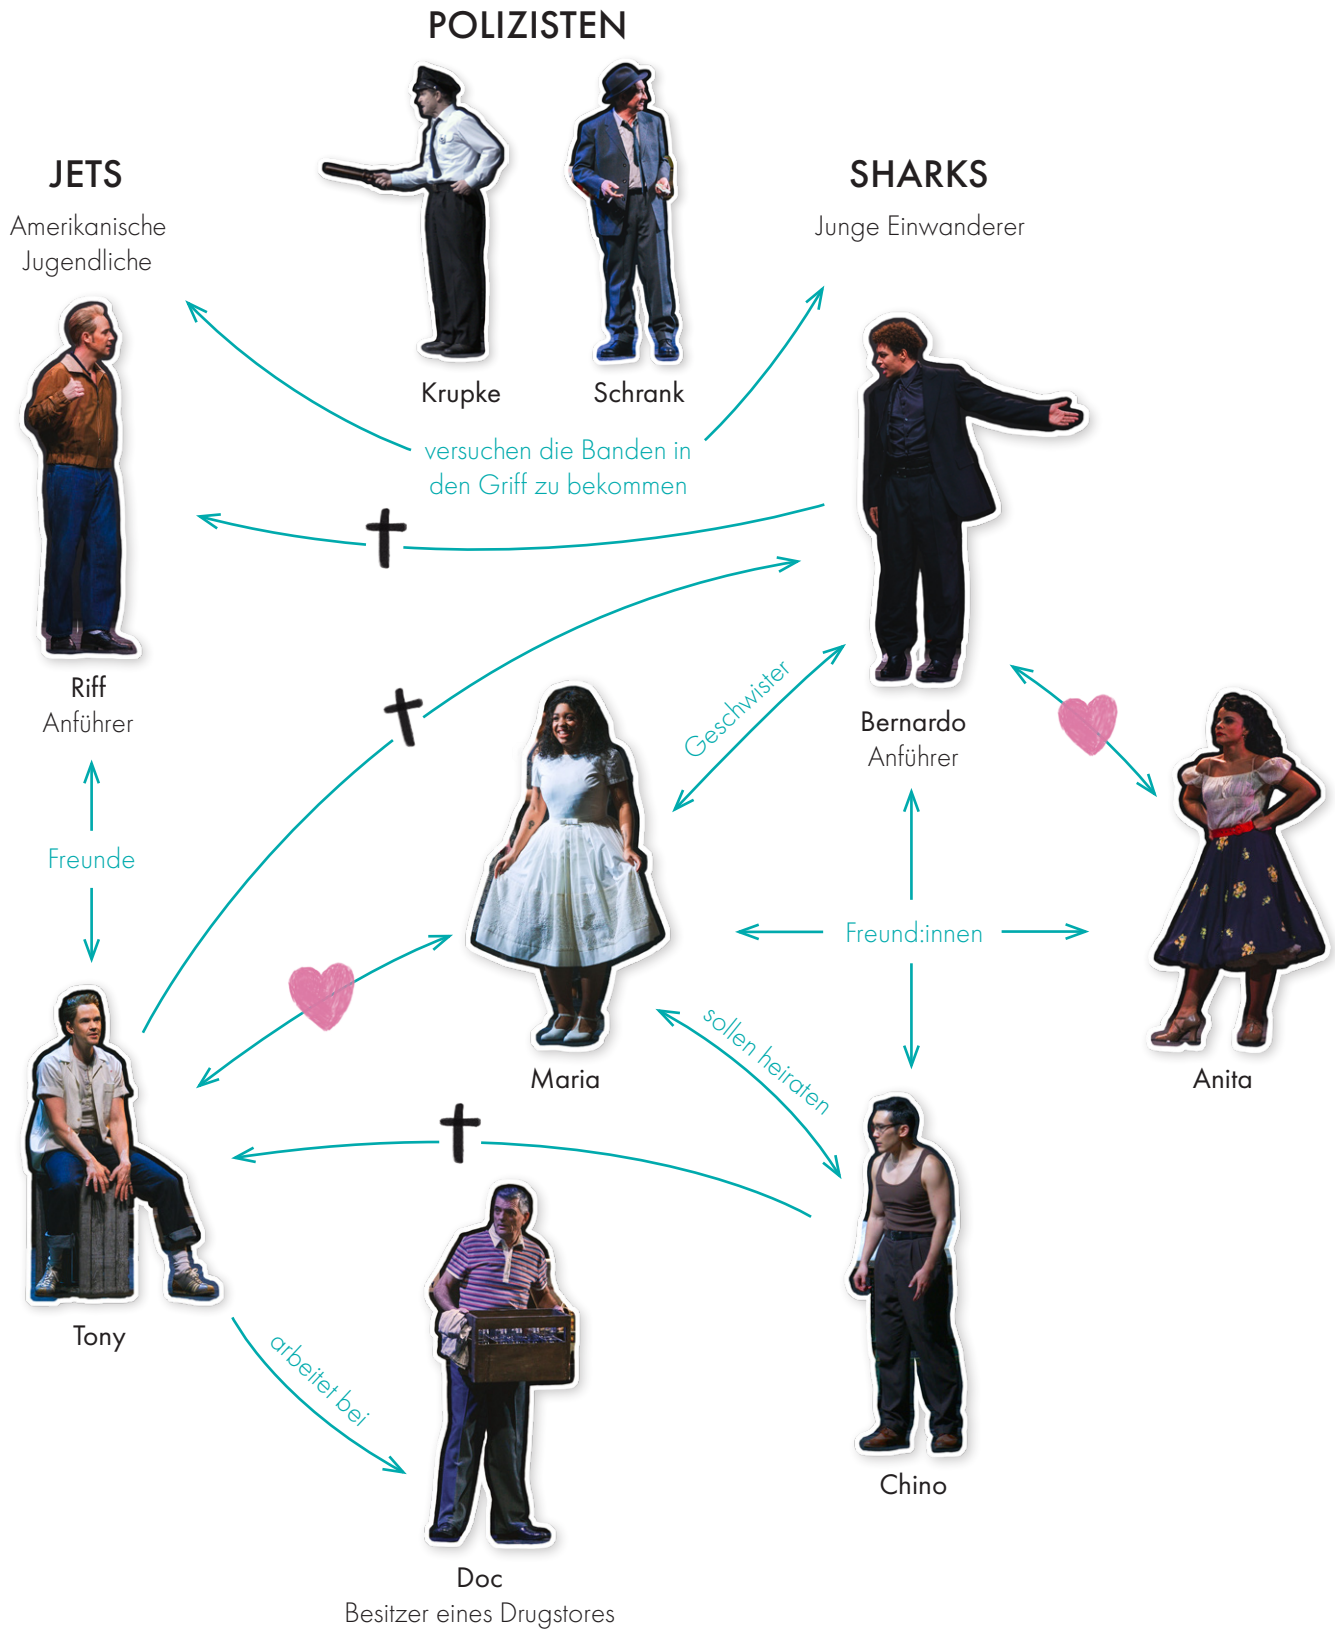 POLIZISTEN
JETS
Amerikanische
Jugendliche
SHARKS
Junge Einwanderer
Krupke
Schrank
versuchen die Banden in
den Griff zu bekommen
Riff
Anführer
Geschwister
Bernardo
Anführer
Freunde
Freund:innen
Maria
sollen heiraten
Anita
Tony
arbeitet bei
Chino
Doc
Besitzer eines Drugstores